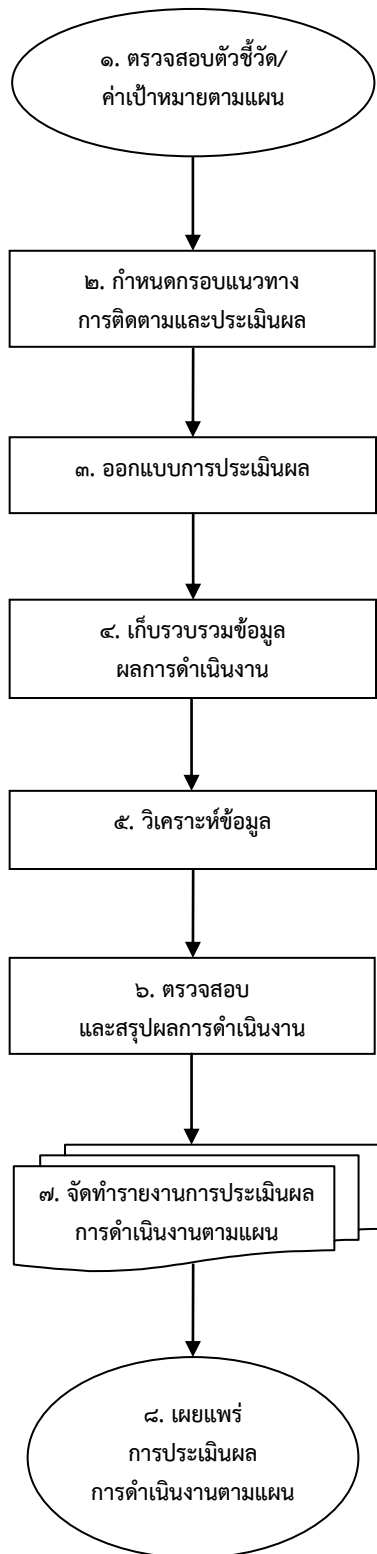 ๑. ตรวจสอบตัวชี้วัด/
ค่าเป้าหมายตามแผน
๒. กำหนดกรอบแนวทาง
การติดตามและประเมินผล
๓. ออกแบบการประเมินผล
๔. เก็บรวบรวมข้อมูล
ผลการดำเนินงาน
๕. วิเคราะห์ข้อมูล
๖. ตรวจสอบ
และสรุปผลการดำเนินงาน
๗. จัดทำรายงานการประเมินผล
การดำเนินงานตามแผน
๘. เผยแพร่
การประเมินผล
การดำเนินงานตามแผน